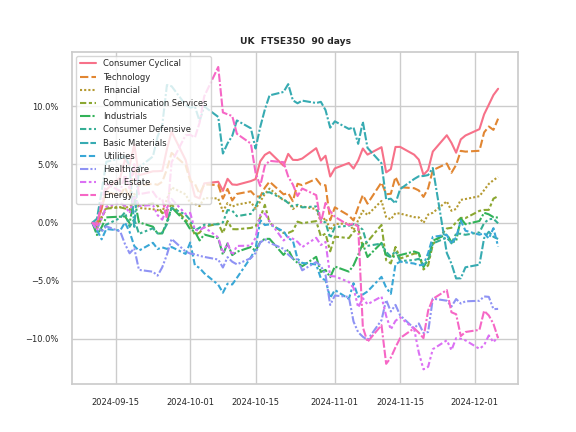 UK  FTSE350  90 days
Consumer Cyclical
Technology
Financial
Communication Services
Industrials
Consumer Defensive
Basic Materials
Utilities
Healthcare
Real Estate
Energy
10.0%
5.0%
0.0%
−5.0%
−10.0%
2024-09-15 2024-10-01 2024-10-15 2024-11-01 2024-11-15 2024-12-01